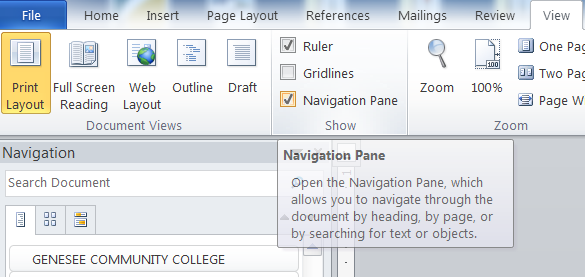 File Home Insert Page Layout References Mailings Review View
Print Layout
Full Screen Reading
Web Layout
Outline
Draft
Document Views
Ruler
Gridlines
Navigation Pane
Show
Zoom
100%
100
One Pag
Two Pag
Page W
Zoom
Navigation
Search Document
GENESEE COMMUNITY COLLEGE
Navigation Pane
Open the Navigation Pane, which
allows you to navigate through the
document by heading, by page, or
by searching for text or objects.